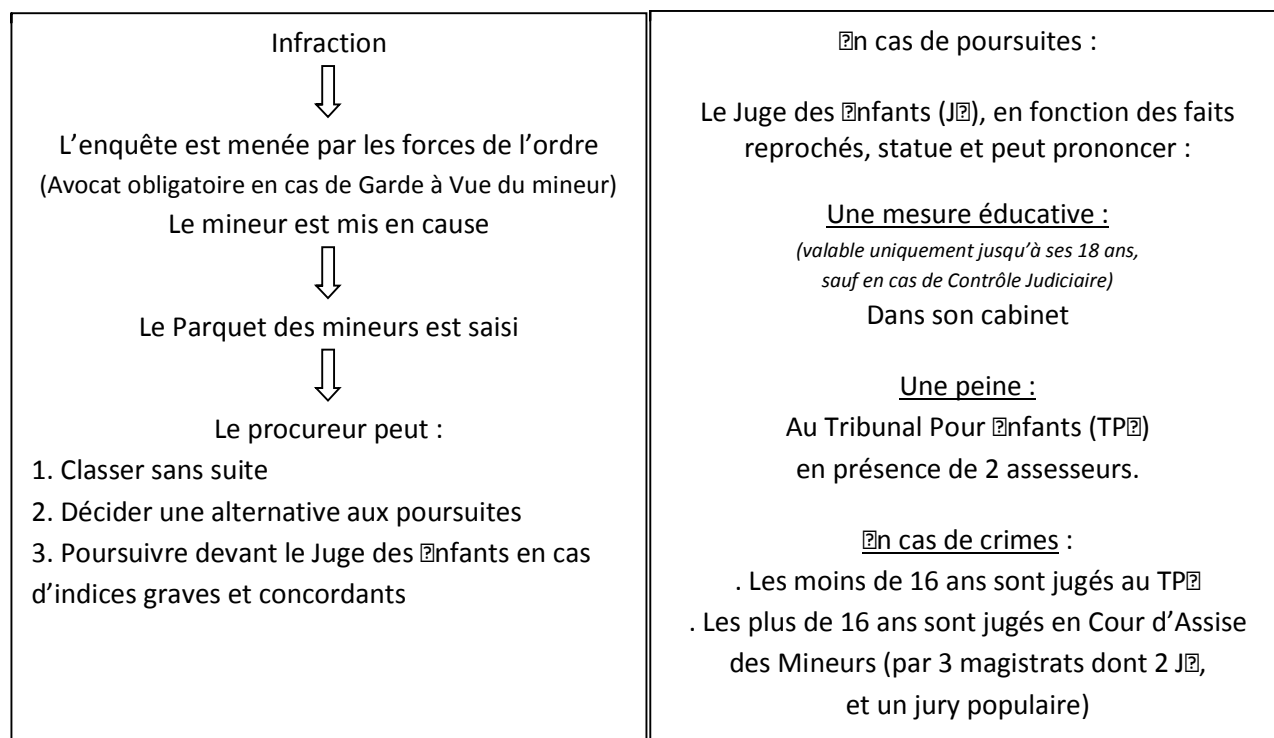 Infraction
L’enquête est menée par les forces de l’ordre
(Avocat obligatoire en cas de Garde à Vue du mineur)
Le mineur est mis en cause
Le Parquet des mineurs est saisi
Le procureur peut :
1. Classer sans suite
2. Décider une alternative aux poursuites
3. Poursuivre devant le Juge des ⍰nfants en cas
d’indices graves et concordants
⍰n cas de poursuites :
Le Juge des ⍰nfants (J⍰), en fonction des faits
reprochés, statue et peut prononcer :
Une mesure éducative :
(valable uniquement jusqu’à ses 18 ans,
sauf en cas de Contrôle Judiciaire)
Dans son cabinet
Une peine :
Au Tribunal Pour ⍰nfants (TP⍰)
en présence de 2 assesseurs.
⍰n cas de crimes :
. Les moins de 16 ans sont jugés au TP⍰
. Les plus de 16 ans sont jugés en Cour d’Assise
des Mineurs (par 3 magistrats dont 2 J⍰,
et un jury populaire)